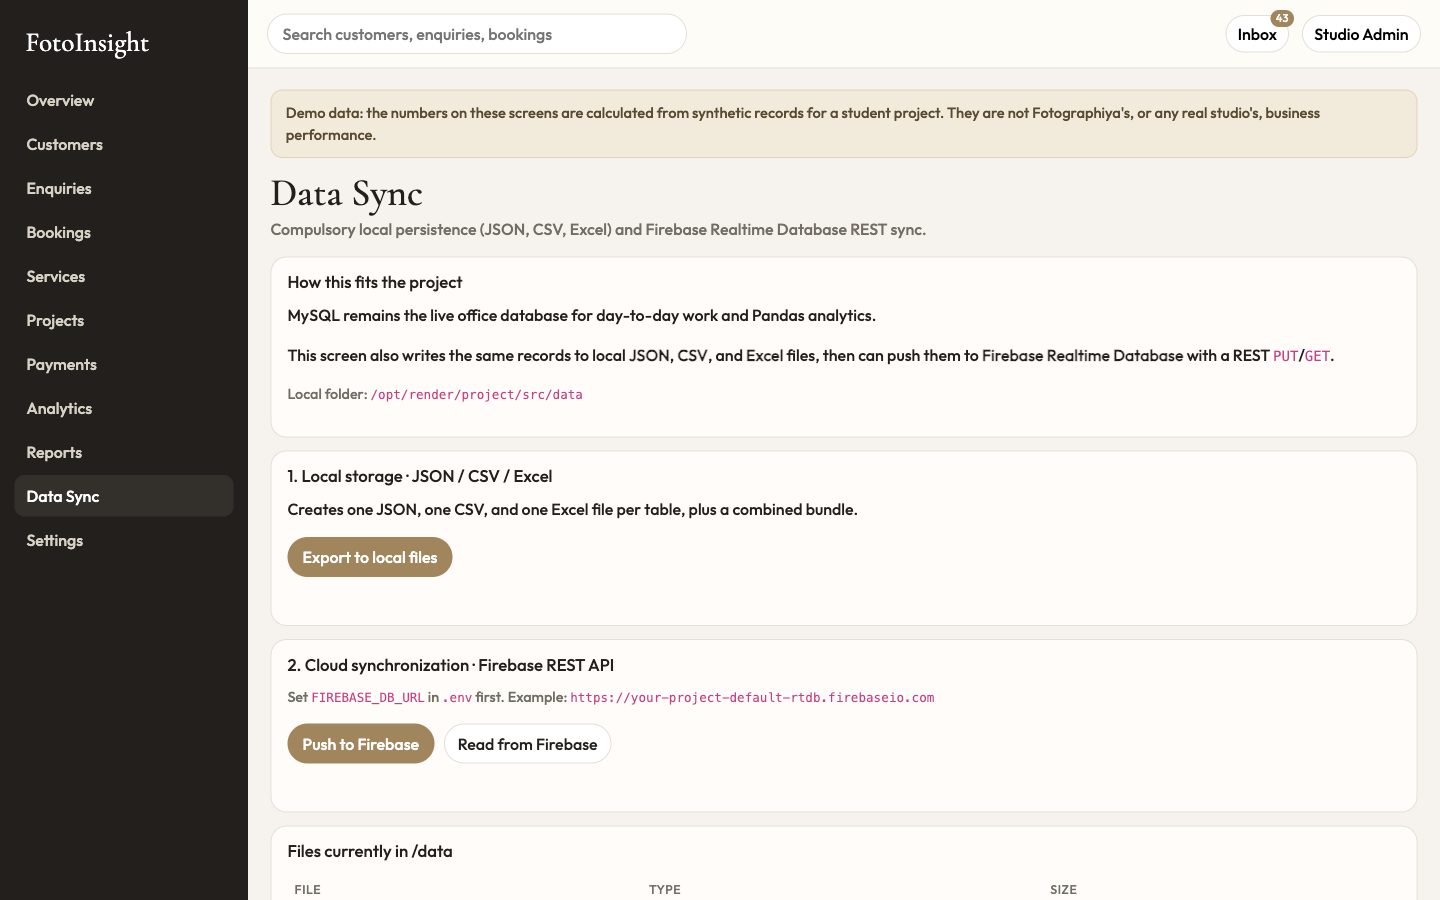 FotoInsight
Overview
Customers
Enquiries
Bookings
Services
Projects
Payments
Analytics
Reports
Data Sync
Settings
Search customers, enquiries, bookings
Inbox
43
Studio Admin
Demo data: the numbers on these screens are calculated from synthetic records for a student project. They are not Fotographiya's, or any real studio's, business
performance.
Data Sync
Compulsory local persistence (JSON, CSV, Excel) and Firebase Realtime Database REST sync.
How this fits the project
MySQL remains the live office database for day-to-day work and Pandas analytics.
This screen also writes the same records to local JSON, CSV, and Excel files, then can push them to Firebase Realtime Database with a REST PUT/GET.
Local folder: /opt/render/project/src/data
1. Local storage · JSON / CSV / Excel
Creates one JSON, one CSV, and one Excel file per table, plus a combined bundle.
Export to local files
2. Cloud synchronization · Firebase REST API
Set FIREBASE_DB_URL in .env first. Example: https://your-project-default-rtdb.firebaseio.com
Push to Firebase
Read from Firebase
Files currently in /data
FILE TYPE SIZE